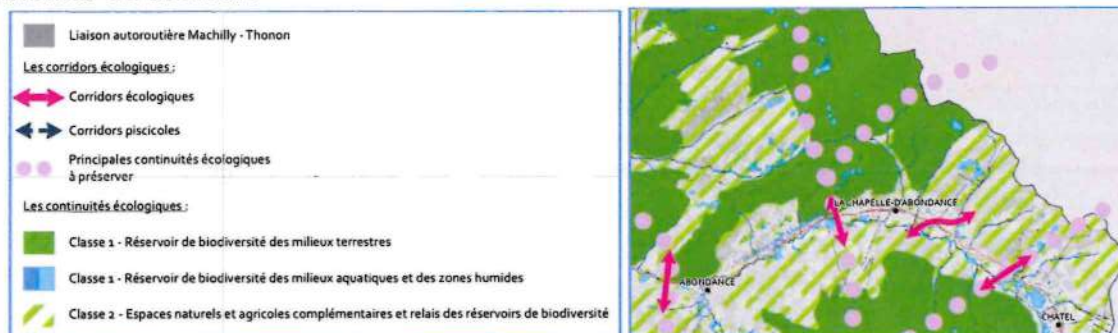 Liaison autoroutière Machilly - Thonon
Les corridors écologiques :
Corridors écologiques
Corridors piscicoles
Principales continuités écologiques
à préserver
Les continuités écologiques :
Classe 1 - Réservoir de biodiversité des milieux terrestres
Classe 1 - Réservoir de biodiversité des milieux aquatiques et des zones humides
Classe 2 - Espaces naturels et agricoles complémentaires et relais des réservoirs de biodiversité
LA CHAPELLE-D'ABONDANCE
ABONDANCE
CHÂTEL